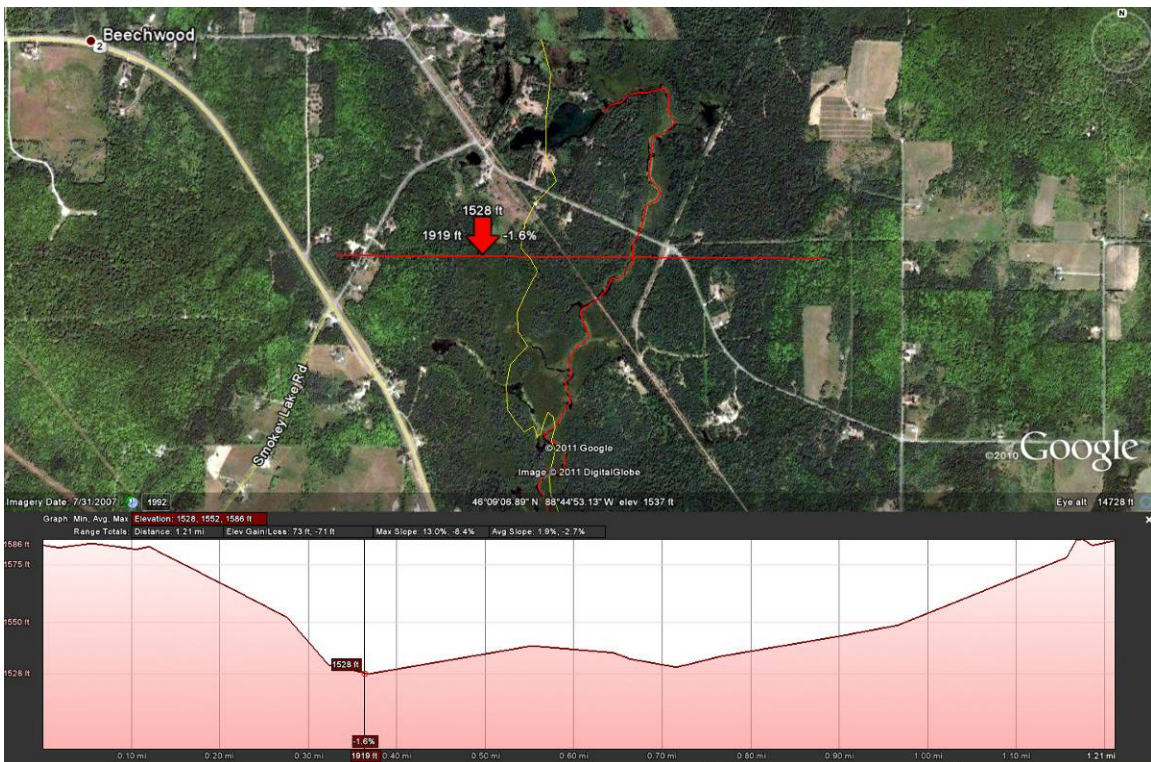 N
Beechwood
2
1528 ft
1919 ft -1.6%
Smokey Lake Rd
© 2011 Google
Image © 2011 DigitalGlobe
©2010 Google
Imagery Date: 7/31/2007 1992 46°09'06.89" N 88°44'53.13" W elev 1537 ft Eye alt 14728 ft
Graph: Min, Avg, Max Elevation: 1528, 1552, 1586 ft
Range Totals: Distance: 1.21 mi Elev Gain/Loss: 73 ft, -71 ft Max Slope: 13.0%, -8.4% Avg Slope: 1.9%, -2.7%
1586 ft
1575 ft
1550 ft
1528 ft
1528 ft
-1.6%
0.10 mi 0.20 mi 0.30 mi 1919 ft 0.40 mi 0.50 mi 0.60 mi 0.70 mi 0.80 mi 0.90 mi 1.00 mi 1.10 mi 1.21 mi